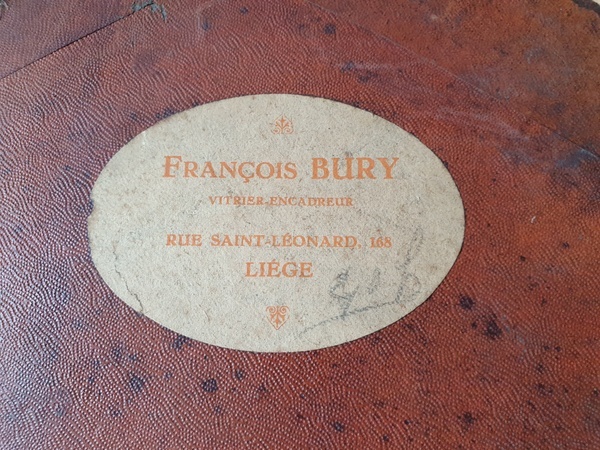 FRANÇOIS BURY
VITRIER-ENCADREUR
RUE SAINT-LÉONARD, 168
LIÉGE